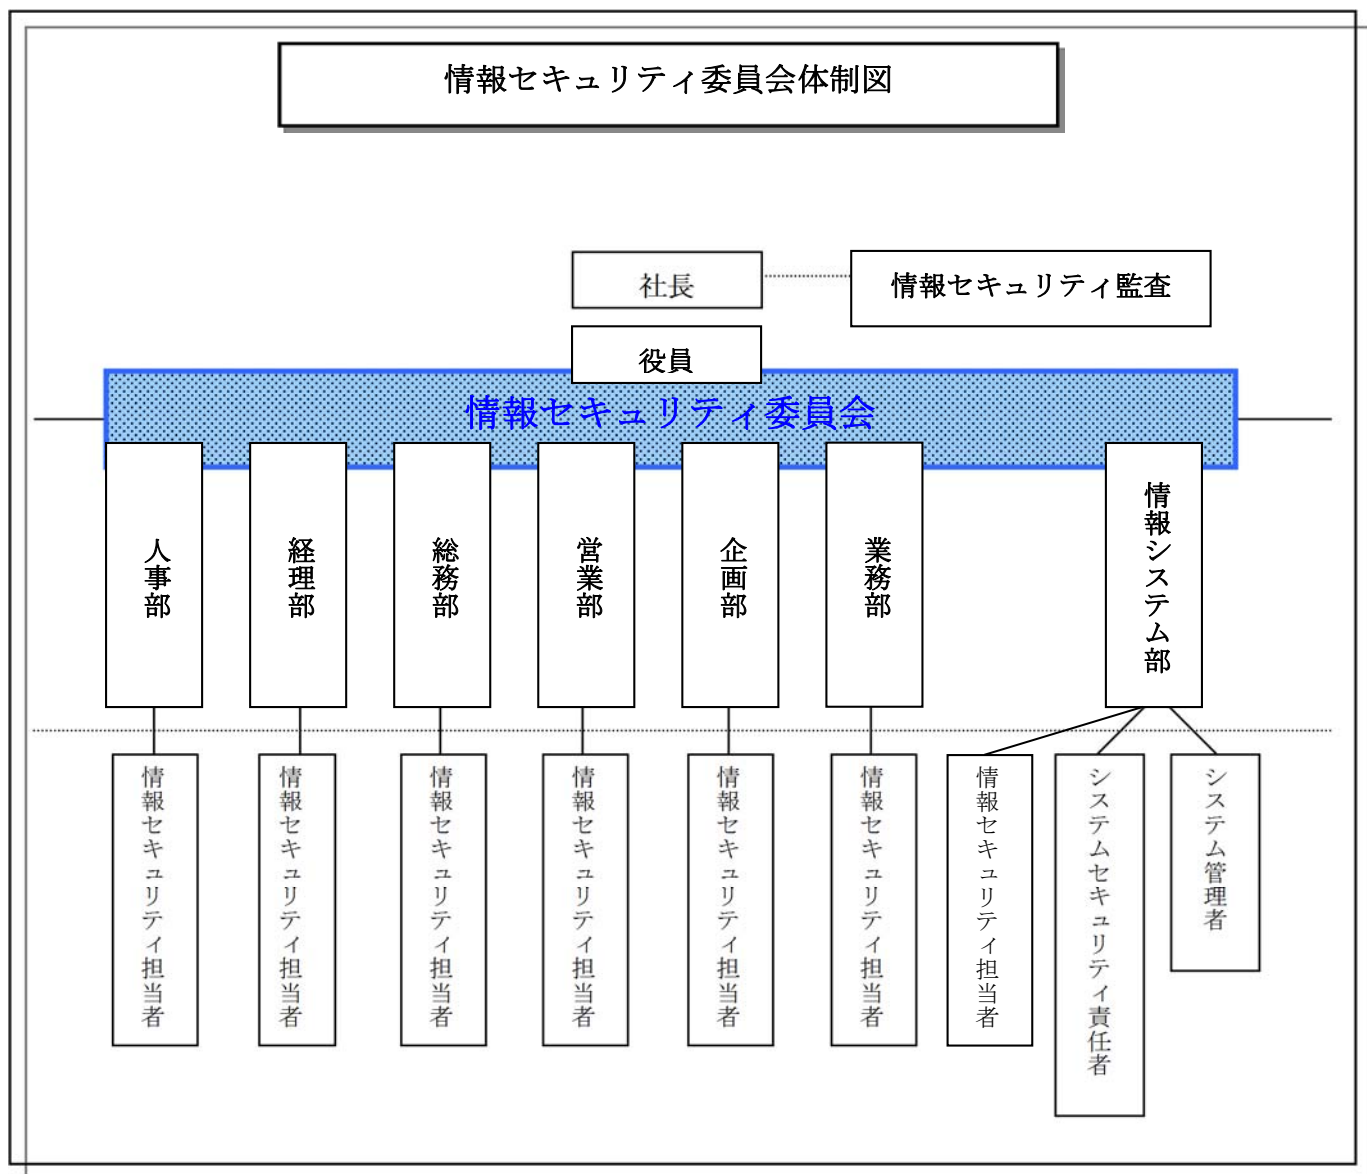 情報セキュリティ委員会体制図
社長
情報セキュリティ監査
役員
情報セキュリティ委員会
人事部
経理部
総務部
営業部
企画部
業務部
情報システム部
情報セキュリティ担当者
情報セキュリティ担当者
情報セキュリティ担当者
情報セキュリティ担当者
情報セキュリティ担当者
情報セキュリティ担当者
情報セキュリティ担当者
システムセキュリティ責任者
システム管理者